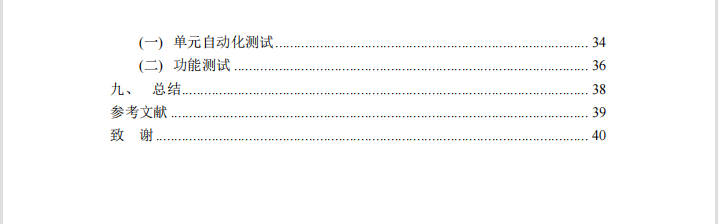 (一) 单元自动化测试........................................................................................ 34
(二) 功能测试.................................................................................................... 36
九、 总结................................................................................................................... 38
参考文献...................................................................................................................... 39
致 谢.......................................................................................................................... 40